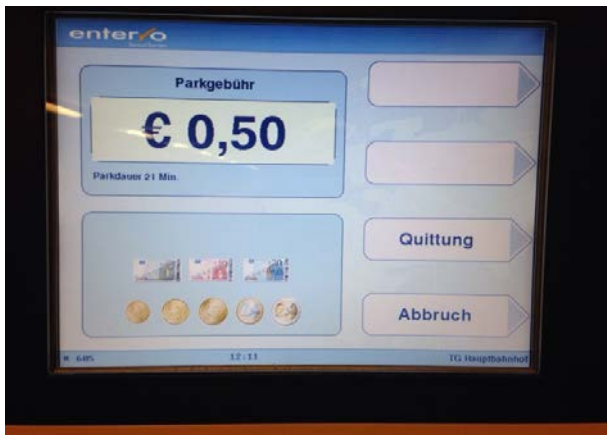 entervo
Parkgebühr
€ 0,50
Parkdauer 21 Min.
Quittung
Abbruch
12:11
TG Hauptbahnhof